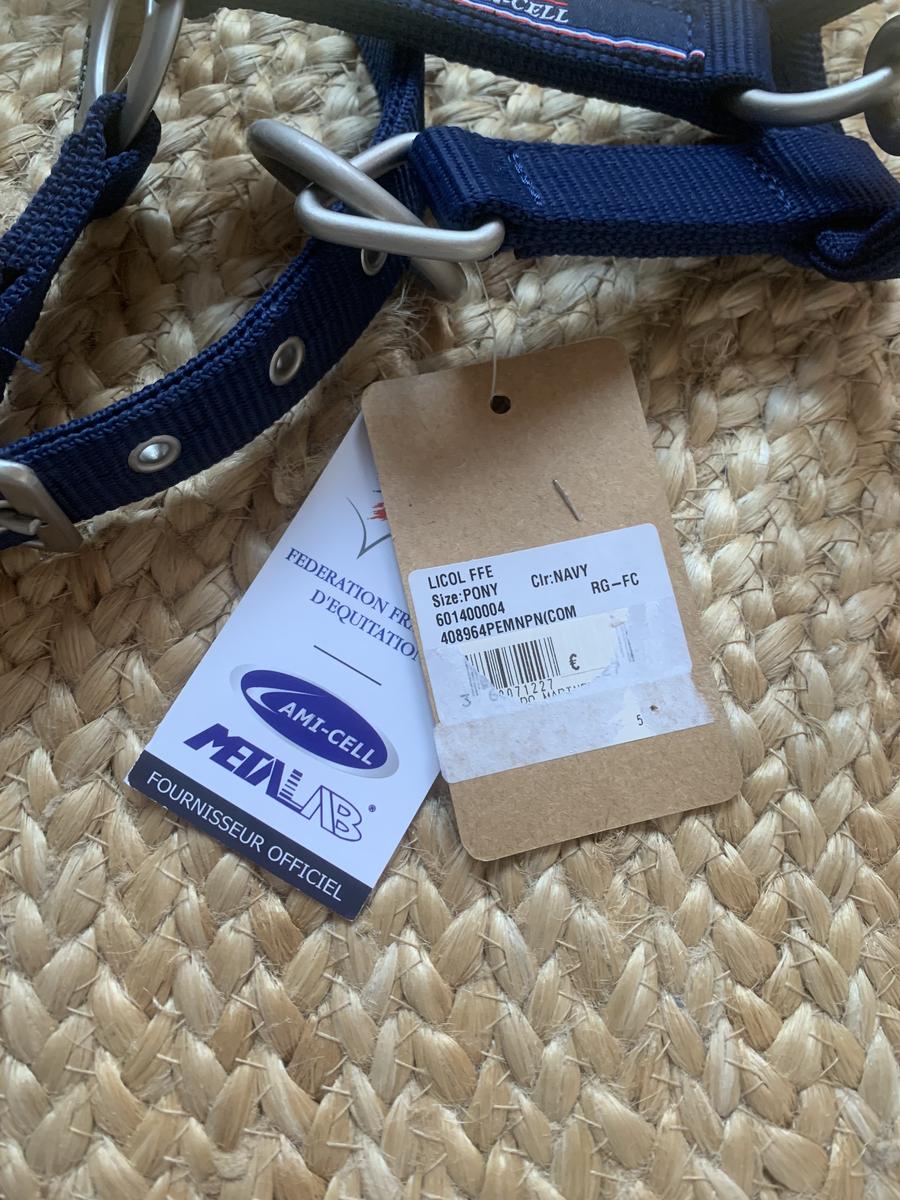 -CELL
FEDERATION FR
D'EQUITATIO
AMI-CELL
METALAB®
FOURNISSEUR OFFICIEL
LICOL FFE
Size:PONY Clr:NAVY RG-FC
601400004
408964PEMNPN(COM
€
071227
5